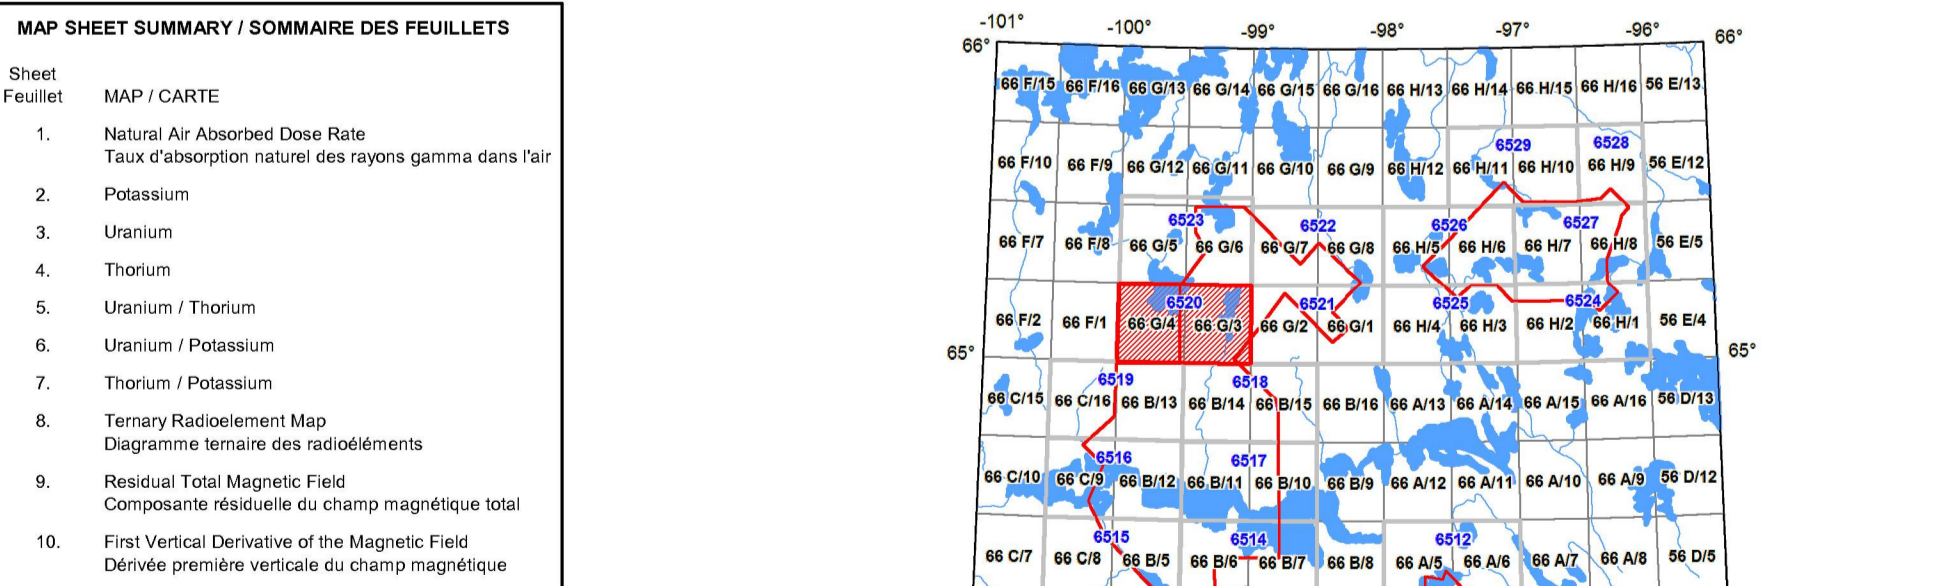 MAP SHEET SUMMARY / SOMMAIRE DES FEUILLETS
Sheet
Feuillet MAP / CARTE
1. Natural Air Absorbed Dose Rate
Taux d'absorption naturel des rayons gamma dans l'air
2. Potassium
3. Uranium
4. Thorium
5. Uranium / Thorium
6. Uranium / Potassium
7. Thorium / Potassium
8. Ternary Radioelement Map
Diagramme ternaire des radioéléments
9. Residual Total Magnetic Field
Composante résiduelle du champ magnétique total
10. First Vertical Derivative of the Magnetic Field
Dérivée première verticale du champ magnétique
-101° -100° -99° -98° -97° -96°
66° 66°
66 F/15 66 F/16 66 G/13 66 G/14 66 G/15 66 G/16 66 H/13 66 H/14 66 H/15 66 H/16 56 E/13
6529 6528
66 F/10 66 F/9 66 G/12 66 G/11 66 G/10 66 G/9 66 H/12 66 H/11 66 H/10 66 H/9 56 E/12
6523 6522 6526 6527
66 F/7 66 F/8 66 G/5 66 G/6 66 G/7 66 G/8 66 H/5 66 H/6 66 H/7 66 H/8 56 E/5
6520 6521 6525 6524
66 F/2 66 F/1 66 G/4 66 G/3 66 G/2 66 G/1 66 H/4 66 H/3 66 H/2 66 H/1 56 E/4
65° 65°
6519 6518
66 C/15 66 C/16 66 B/13 66 B/14 66 B/15 66 B/16 66 A/13 66 A/14 66 A/15 66 A/16 56 D/13
6516 6517
66 C/10 66 C/9 66 B/12 66 B/11 66 B/10 66 B/9 66 A/12 66 A/11 66 A/10 66 A/9 56 D/12
6515 6514 6512
66 C/7 66 C/8 66 B/5 66 B/6 66 B/7 66 B/8 66 A/5 66 A/6 66 A/7 66 A/8 56 D/5